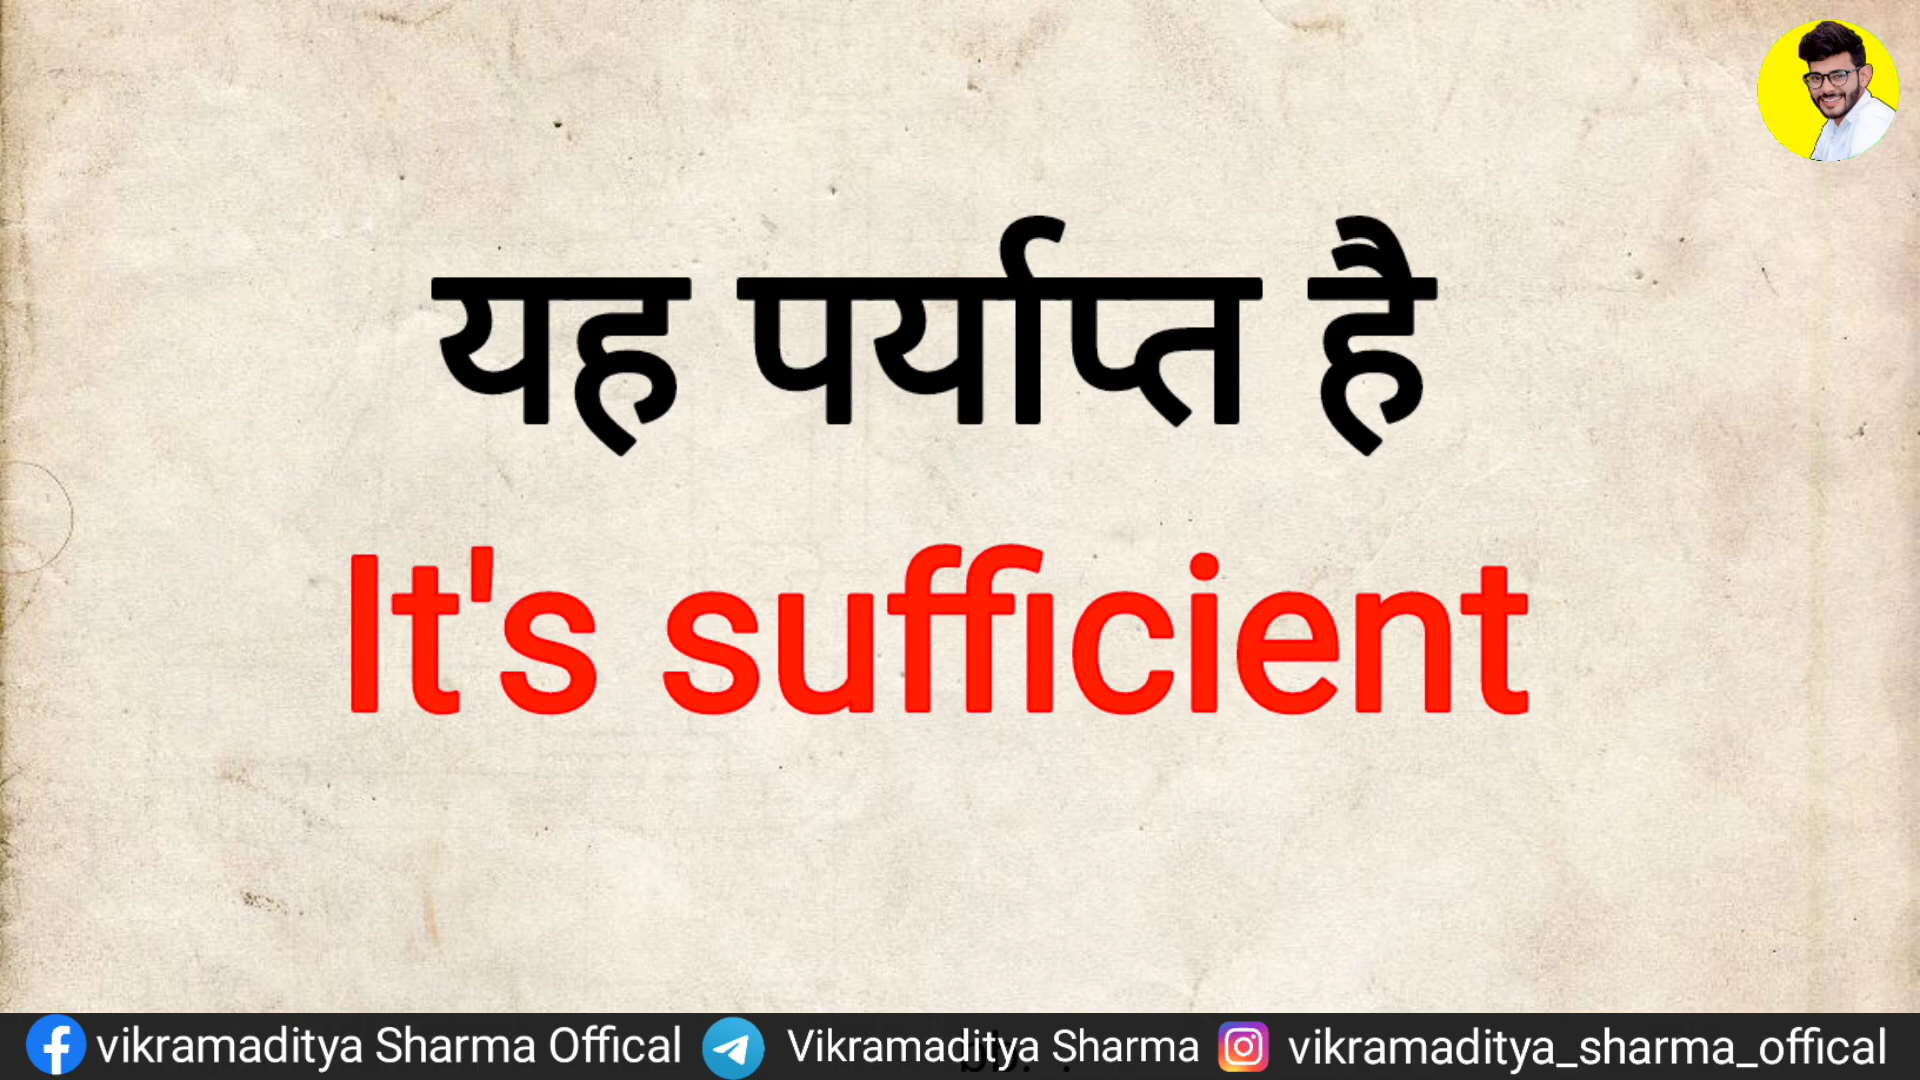 यह पर्याप्त है
It's sufficient
vikramaditya Sharma Offical Vikramaditya Sharma vikramaditya_sharma_offical